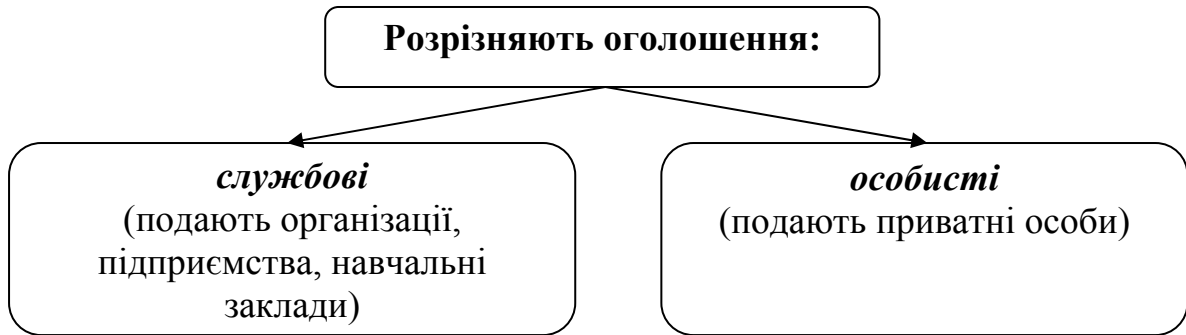 Розрізняють оголошення:
службові
(подають організації,
підприємства, навчальні
заклади)
особисті
(подають приватні особи)